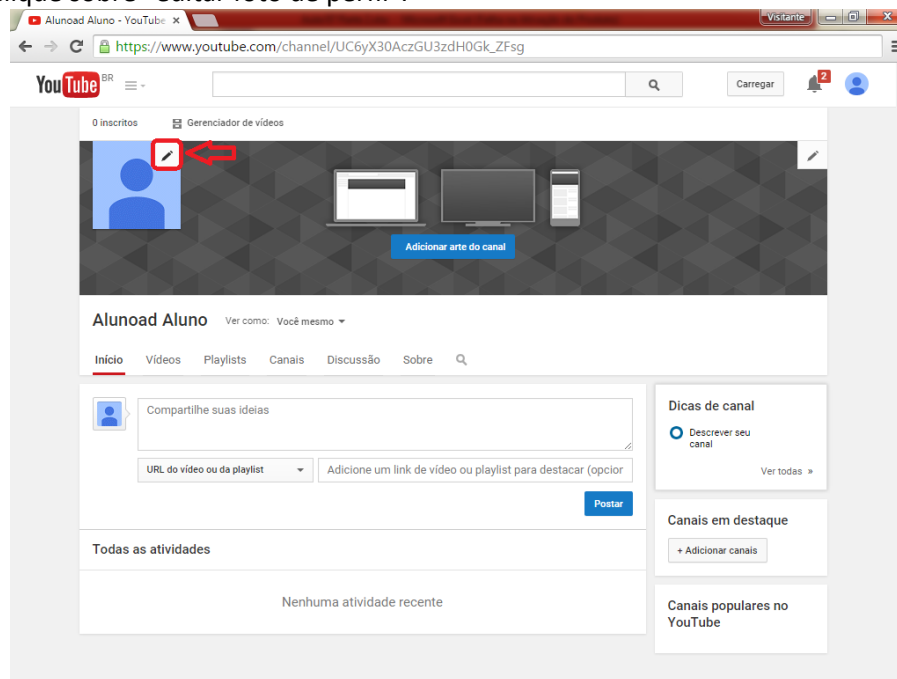 Alunoad Aluno - YouTube
Visitante
https://www.youtube.com/channel/UC6yX30AczGU3zdH0Gk_ZFsg
YouTube BR
Carregar
2
0 inscritos Gerenciador de vídeos
Adicionar arte do canal
Alunoad Aluno Ver como: Você mesmo
Início Vídeos Playlists Canais Discussão Sobre
Compartilhe suas ideias
URL do vídeo ou da playlist
Adicione um link de vídeo ou playlist para destacar (opcior
Postar
Todas as atividades
Nenhuma atividade recente
Dicas de canal
Descrever seu
canal
Ver todas »
Canais em destaque
+ Adicionar canais
Canais populares no
YouTube